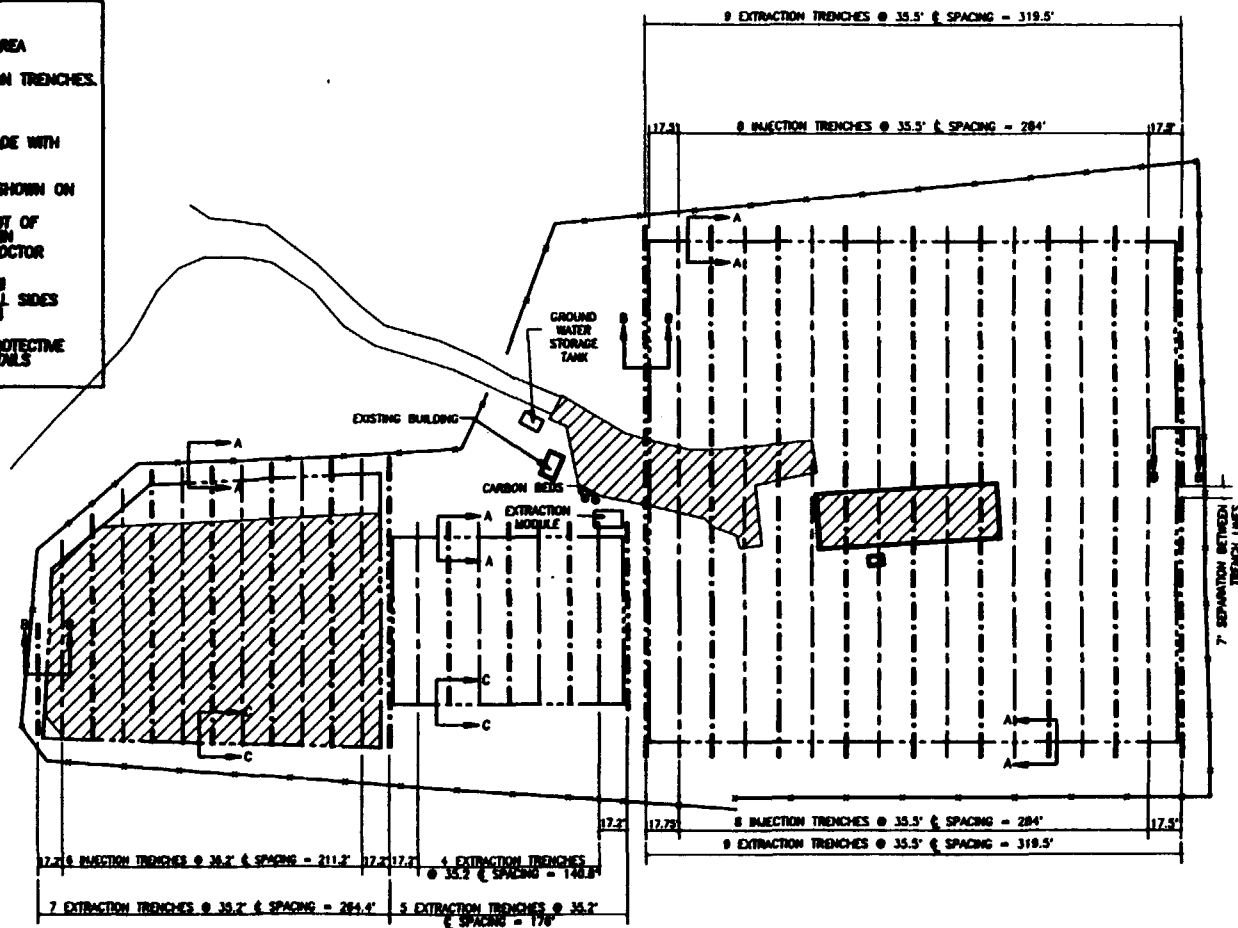 REA
N TRENCHES.
DE WITH
SHOWN ON
T OF
IN
OCTOR
L SIDES
OTECTIVE
AILS
9 EXTRACTION TRENCHES @ 35.5' ℄ SPACING = 319.5'
17.5'
8 INJECTION TRENCHES @ 35.5' ℄ SPACING = 284'
17.5'
A
A
GROUND
WATER
STORAGE
TANK
B
B
EXISTING BUILDING
A
A
CARBON BEDS
EXTRACTION
MODULE
A
A
7' SEPARATION BETWEEN
TRENCH LINES
C
C
C
C
A
A
17.2'
17.75'
8 INJECTION TRENCHES @ 35.5' ℄ SPACING = 284'
17.5'
9 EXTRACTION TRENCHES @ 35.5' ℄ SPACING = 319.5'
17.2'
6 INJECTION TRENCHES @ 35.2' ℄ SPACING = 211.2'
17.2'
17.2'
4 EXTRACTION TRENCHES
@ 35.2 ℄ SPACING = 140.8'
7 EXTRACTION TRENCHES @ 35.2' ℄ SPACING = 264.4'
5 EXTRACTION TRENCHES @ 35.2'
℄ SPACING = 176'